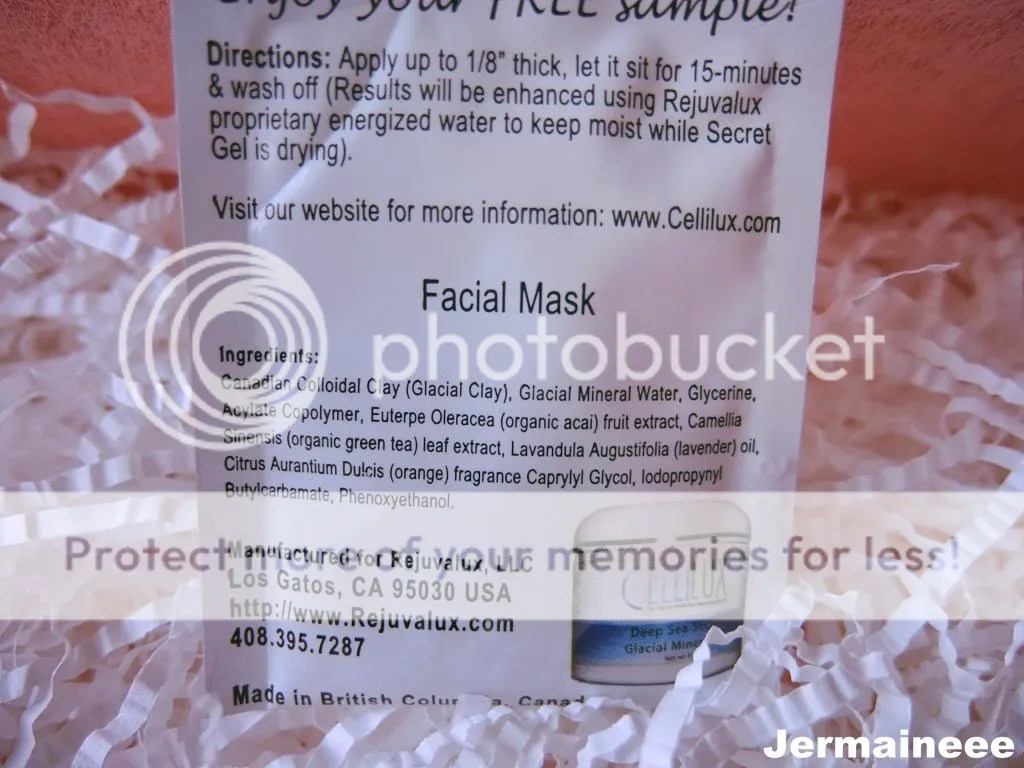 Enjoy your FREE sample!
Directions: Apply up to 1/8" thick, let it sit for 15-minutes
& wash off (Results will be enhanced using Rejuvalux
proprietary energized water to keep moist while Secret
Gel is drying).
Visit our website for more information: www.Cellilux.com
Facial Mask
photobucket
Ingredients:
Canadian Colloidal Clay (Glacial Clay), Glacial Mineral Water, Glycerine,
Acylate Copolymer, Euterpe Oleracea (organic acai) fruit extract, Camellia
Sinensis (organic green tea) leaf extract, Lavandula Augustifolia (lavender) oil,
Citrus Aurantium Dulcis (orange) fragrance Caprylyl Glycol, Iodopropynyl
Butylcarbamate, Phenoxyethanol.
Protect more of your memories for less!
Manufactured for Rejuvalux, LLC
Los Gatos, CA 95030 USA
http://www.Rejuvalux.com
408.395.7287
CELLILUX
Deep Sea
Glacial
Made in British
Jermaineee